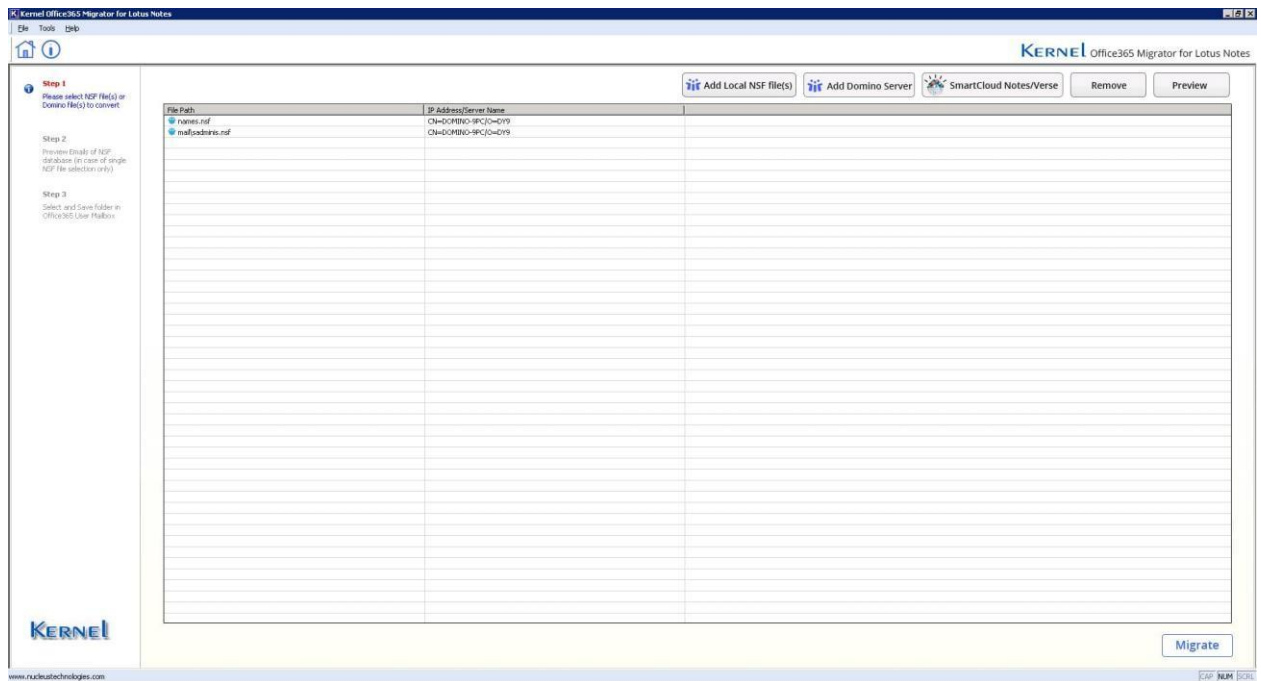 Kernel Office365 Migrator for Lotus Notes
File Tools Help
KERNEL Office365 Migrator for Lotus Notes
Step 1
Please select NSF file(s) or
Domino file(s) to convert
Step 2
Preview Emails of NSF
database (in case of single
NSF file selection only)
Step 3
Select and Save folder in
Office365 User Mailbox
Add Local NSF file(s) Add Domino Server SmartCloud Notes/Verse Remove Preview
File Path IP Address/Server Name
names.nsf CN=DOMINO-9PC/O=DY9
mail\sadminis.nsf CN=DOMINO-9PC/O=DY9
KERNEL
Migrate
www.nucleustechnologies.com CAP NUM SCRL